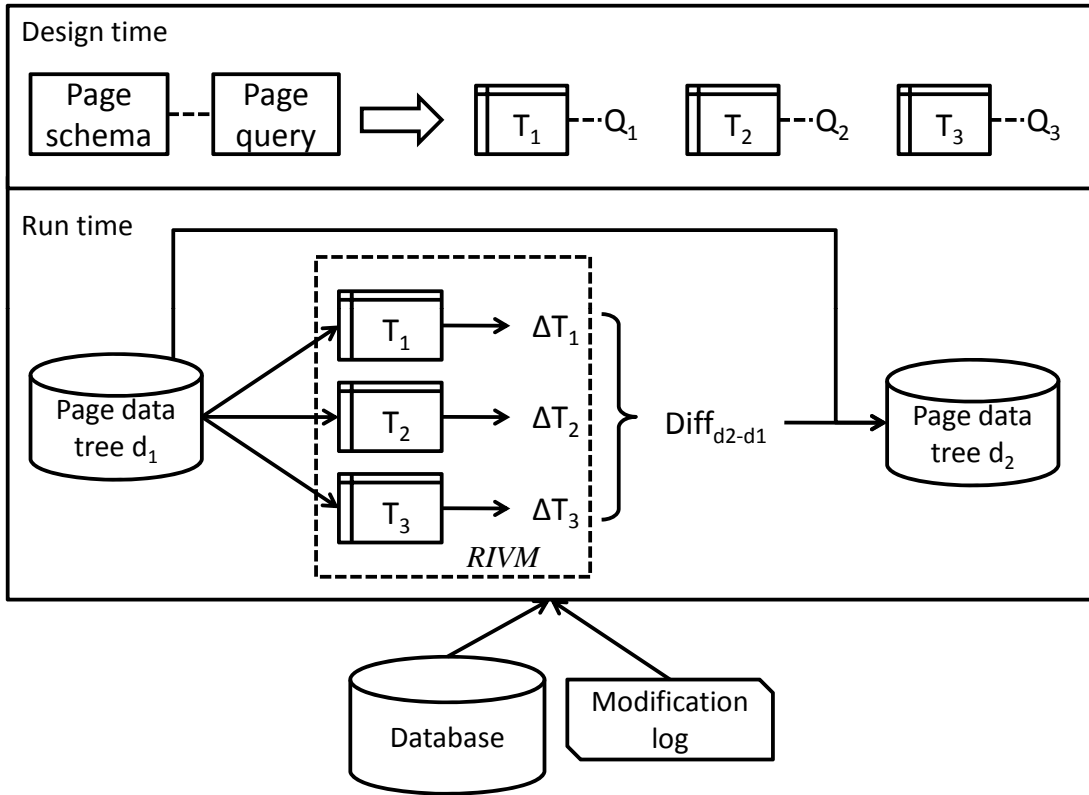 Design time
Page schema
Page query
T₁ Q₁
T₂ Q₂
T₃ Q₃
Run time
Page data
tree d₁
T₁ ΔT₁
T₂ ΔT₂
T₃ ΔT₃
RIVM
Diff_d2-d1
Page data
tree d₂
Database
Modification
log